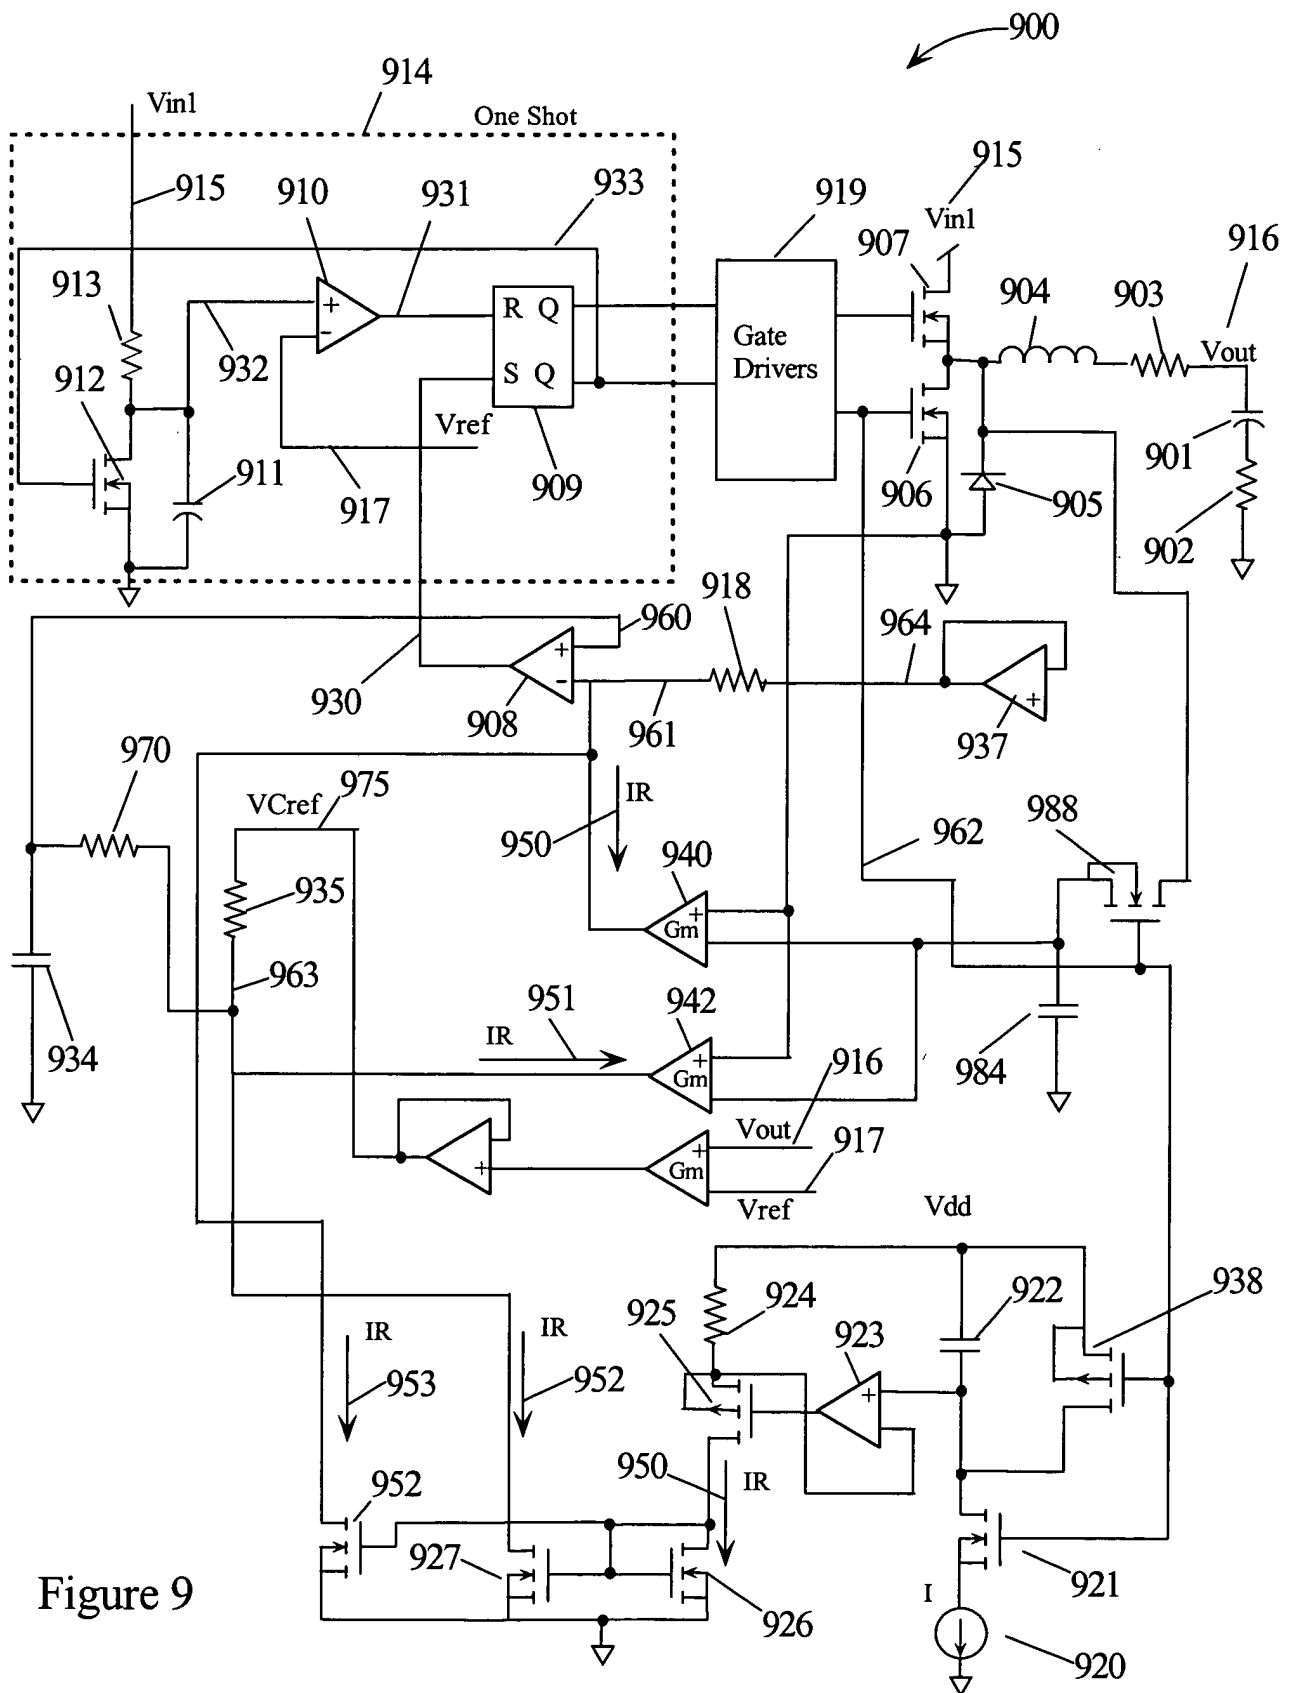 900
914
Vin1
One Shot
915
915
910
931
933
919
Vin1
907
916
913
932
+
-
R Q
S Q
Gate
Drivers
904
903
Vout
912
Vref
901
911
917
909
906
905
902
918
960
964
+
-
930
908
961
937
+
970
VCref
975
IR
950
940
962
988
935
+
Gm
963
951
942
IR
+
Gm
934
916
984
Vout
917
+
+
Gm
Vref
Vdd
938
925
924
922
IR
IR
923
953
952
+
950
IR
952
927
921
Figure 9
926
I
920